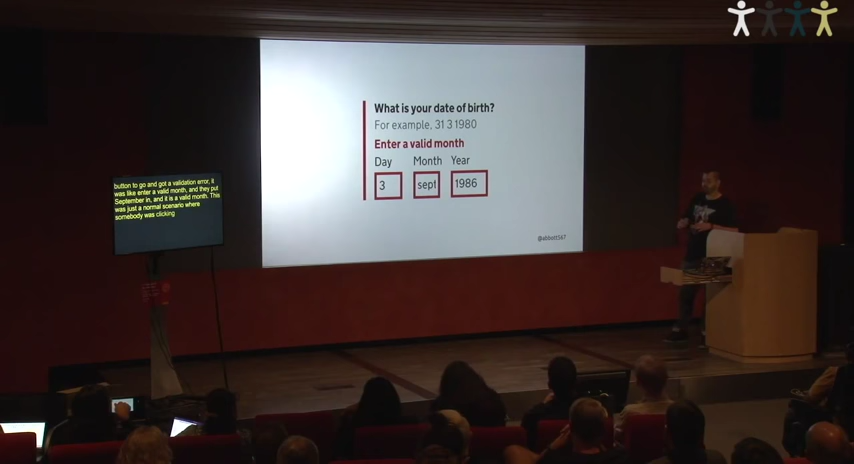 What is your date of birth?
For example, 31 3 1980
Enter a valid month
Day Month Year
3 sept 1986
@abbott567
button to go and got a validation error, it
was like enter a valid month, and they put
September in, and it is a valid month. This
was just a normal scenario where
somebody was clicking